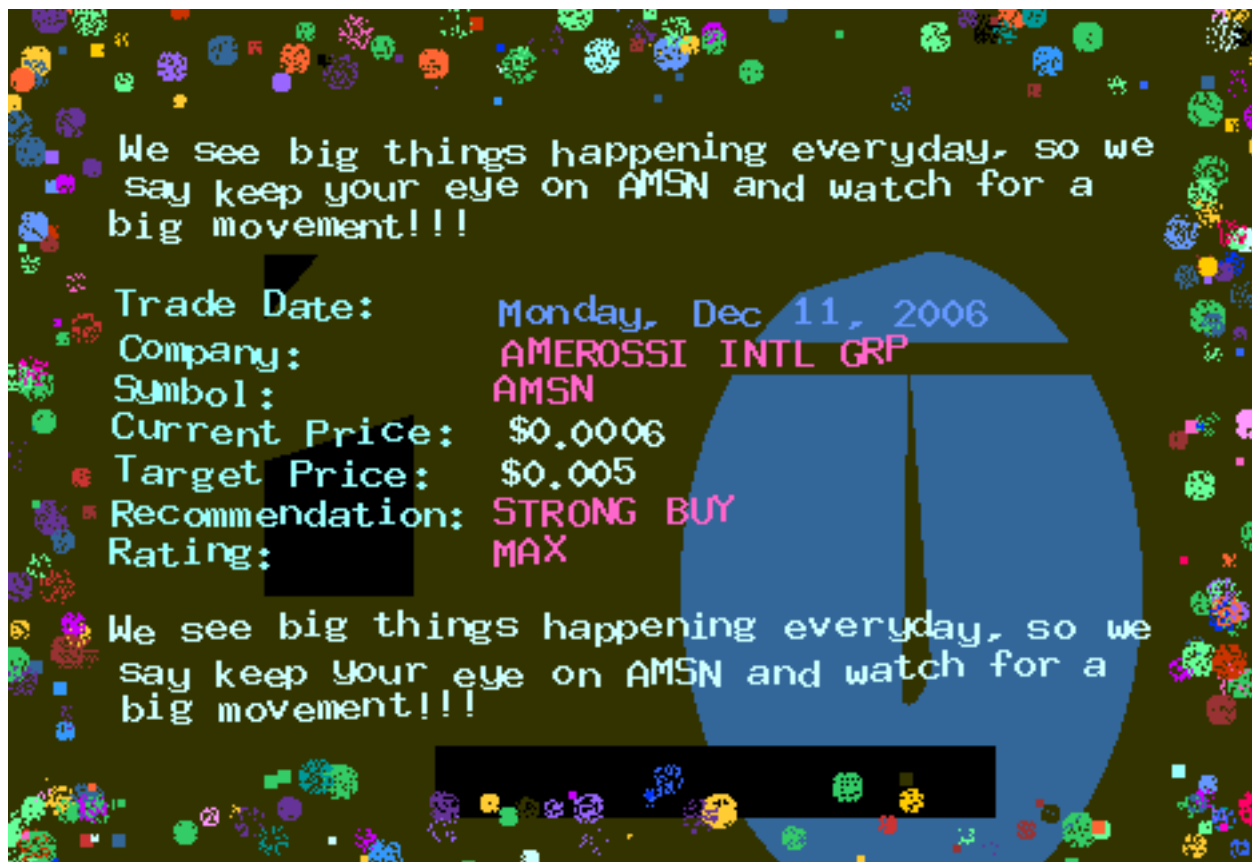 We see big things happening everyday, so we
say keep your eye on AMSN and watch for a
big movement!!!
Trade Date: Monday, Dec 11, 2006
Company: AMEROSSI INTL GRP
Symbol: AMSN
Current Price: $0.0006
Target Price: $0.005
Recommendation: STRONG BUY
Rating: MAX
We see big things happening everyday, so we
say keep your eye on AMSN and watch for a
big movement!!!